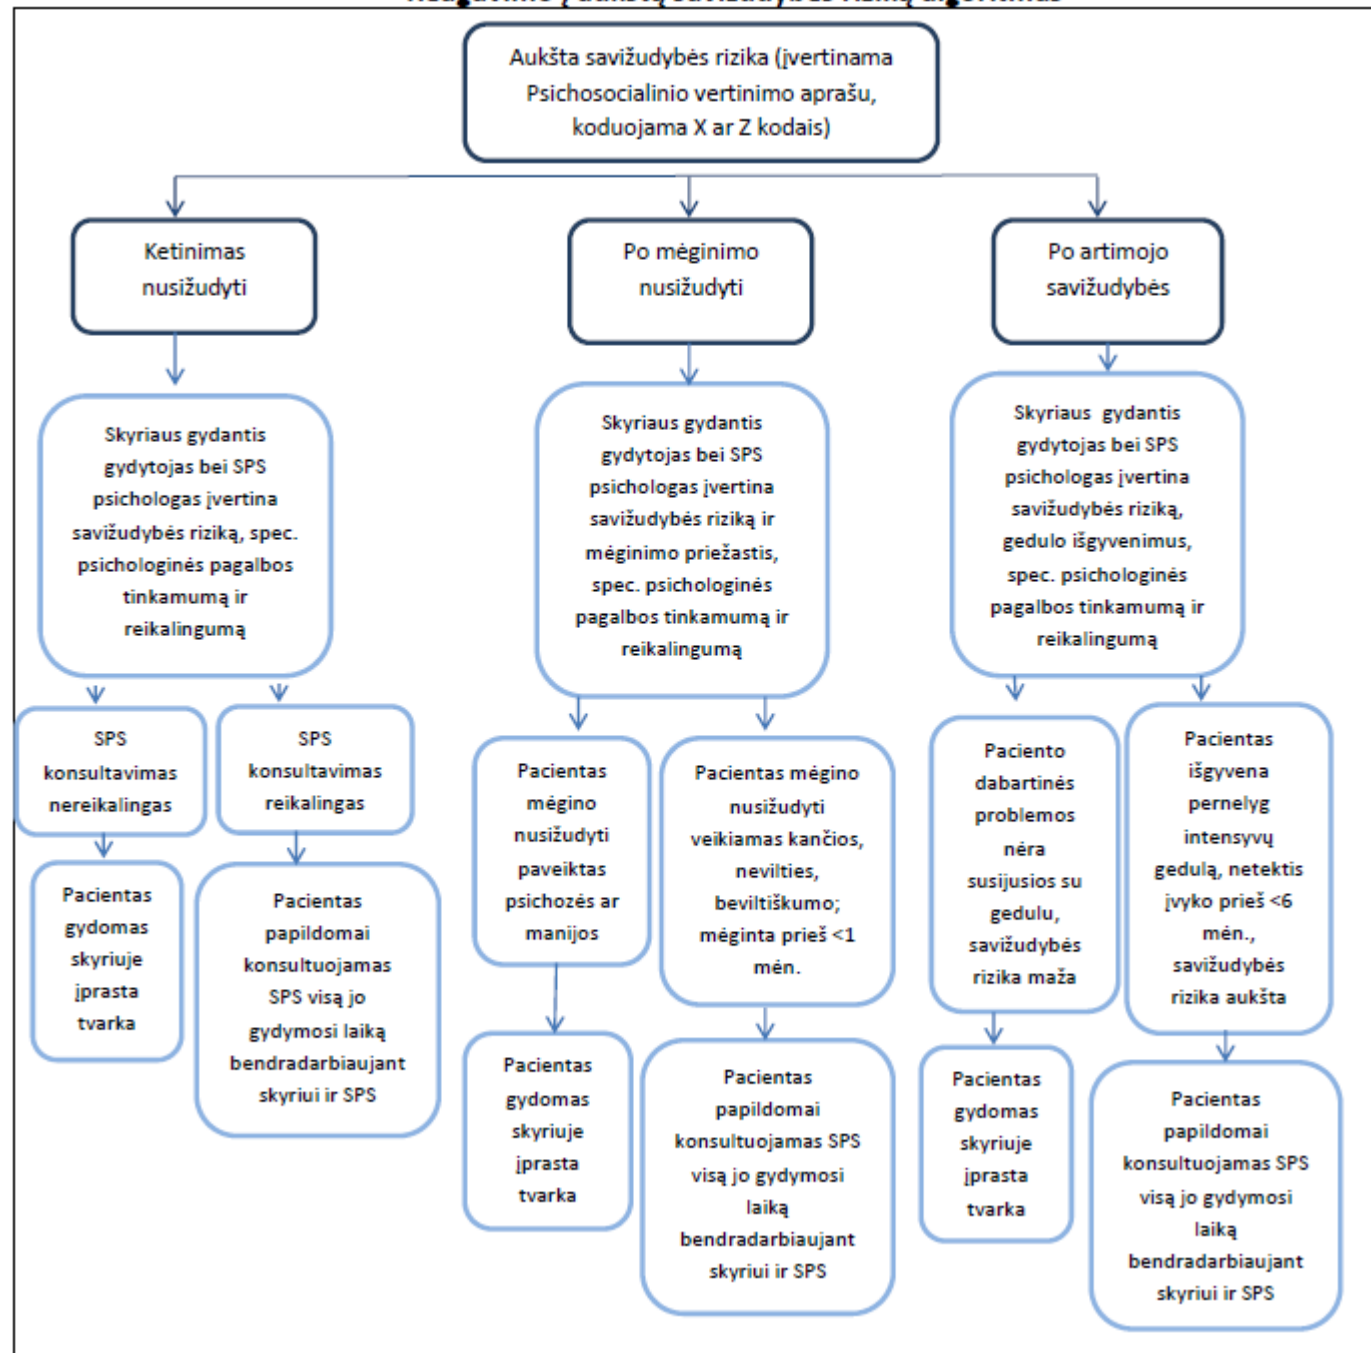 Reagavimo į aukštą savižudybės riziką algoritmas
Aukšta savižudybės rizika (įvertinama
Psichosocialinio vertinimo aprašu,
koduojama X ar Z kodais)
Ketinimas
nusižudyti
Po mėginimo
nusižudyti
Po artimojo
savižudybės
Skyriaus gydantis
gydytojas bei SPS
psichologas įvertina
savižudybės riziką, spec.
psichologinės pagalbos
tinkamumą ir
reikalingumą
Skyriaus gydantis
gydytojas bei SPS
psichologas įvertina
savižudybės riziką ir
mėginimo priežastis,
spec. psichologinės
pagalbos tinkamumą ir
reikalingumą
Skyriaus gydantis
gydytojas bei SPS
psichologas įvertina
savižudybės riziką,
gedulo išgyvenimus,
spec. psichologinės
pagalbos tinkamumą ir
reikalingumą
SPS
konsultavimas
nereikalingas
SPS
konsultavimas
reikalingas
Pacientas
mėgino
nusižudyti
paveiktas
psichozės ar
manijos
Pacientas mėgino
nusižudyti
veikiamas kančios,
nevilties,
beviltiškumo;
mėginta prieš <1
mėn.
Paciento
dabartinės
problemos
nėra
susijusios su
gedulu,
savižudybės
rizika maža
Pacientas
išgyvena
pernelyg
intensyvų
gedulą, netektis
įvyko prieš <6
mėn.,
savižudybės
rizika aukšta
Pacientas
gydomas
skyriuje
įprasta
tvarka
Pacientas
papildomai
konsultuojamas
SPS visą jo
gydymosi laiką
bendradarbiaujant
skyriui ir SPS
Pacientas
gydomas
skyriuje
įprasta
tvarka
Pacientas
papildomai
konsultuojamas SPS
visą jo gydymosi
laiką
bendradarbiaujant
skyriui ir SPS
Pacientas
gydomas
skyriuje
įprasta
tvarka
Pacientas
papildomai
konsultuojamas SPS
visą jo gydymosi
laiką
bendradarbiaujant
skyriui ir SPS